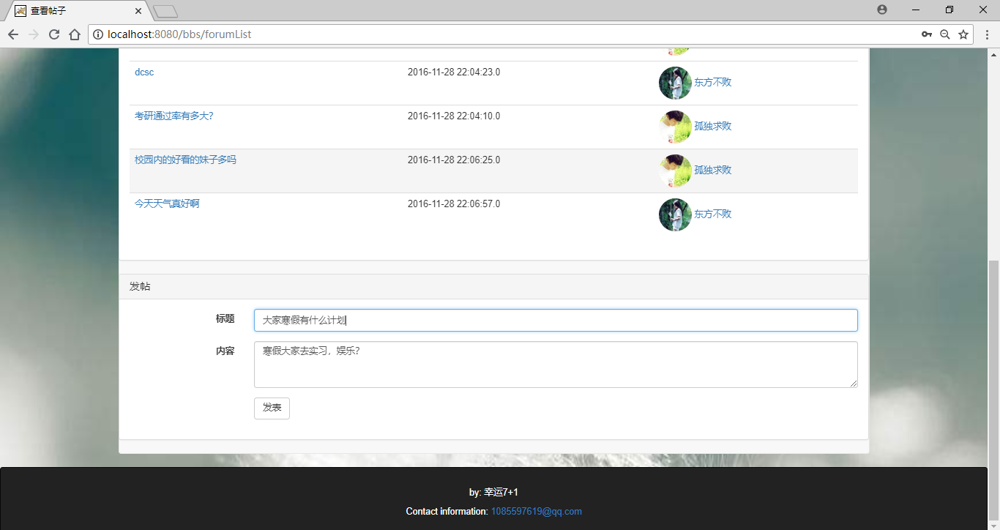 查看帖子
localhost:8080/bbs/forumList
dcsc 2016-11-28 22:04:23.0 东方不败
考研通过率有多大? 2016-11-28 22:04:10.0 孤独求败
校园内的好看的妹子多吗 2016-11-28 22:06:25.0 孤独求败
今天天气真好啊 2016-11-28 22:06:57.0 东方不败
发帖
标题 大家寒假有什么计划
内容 寒假大家去实习，娱乐?
发表
by: 幸运7+1
Contact information: 1085597619@qq.com